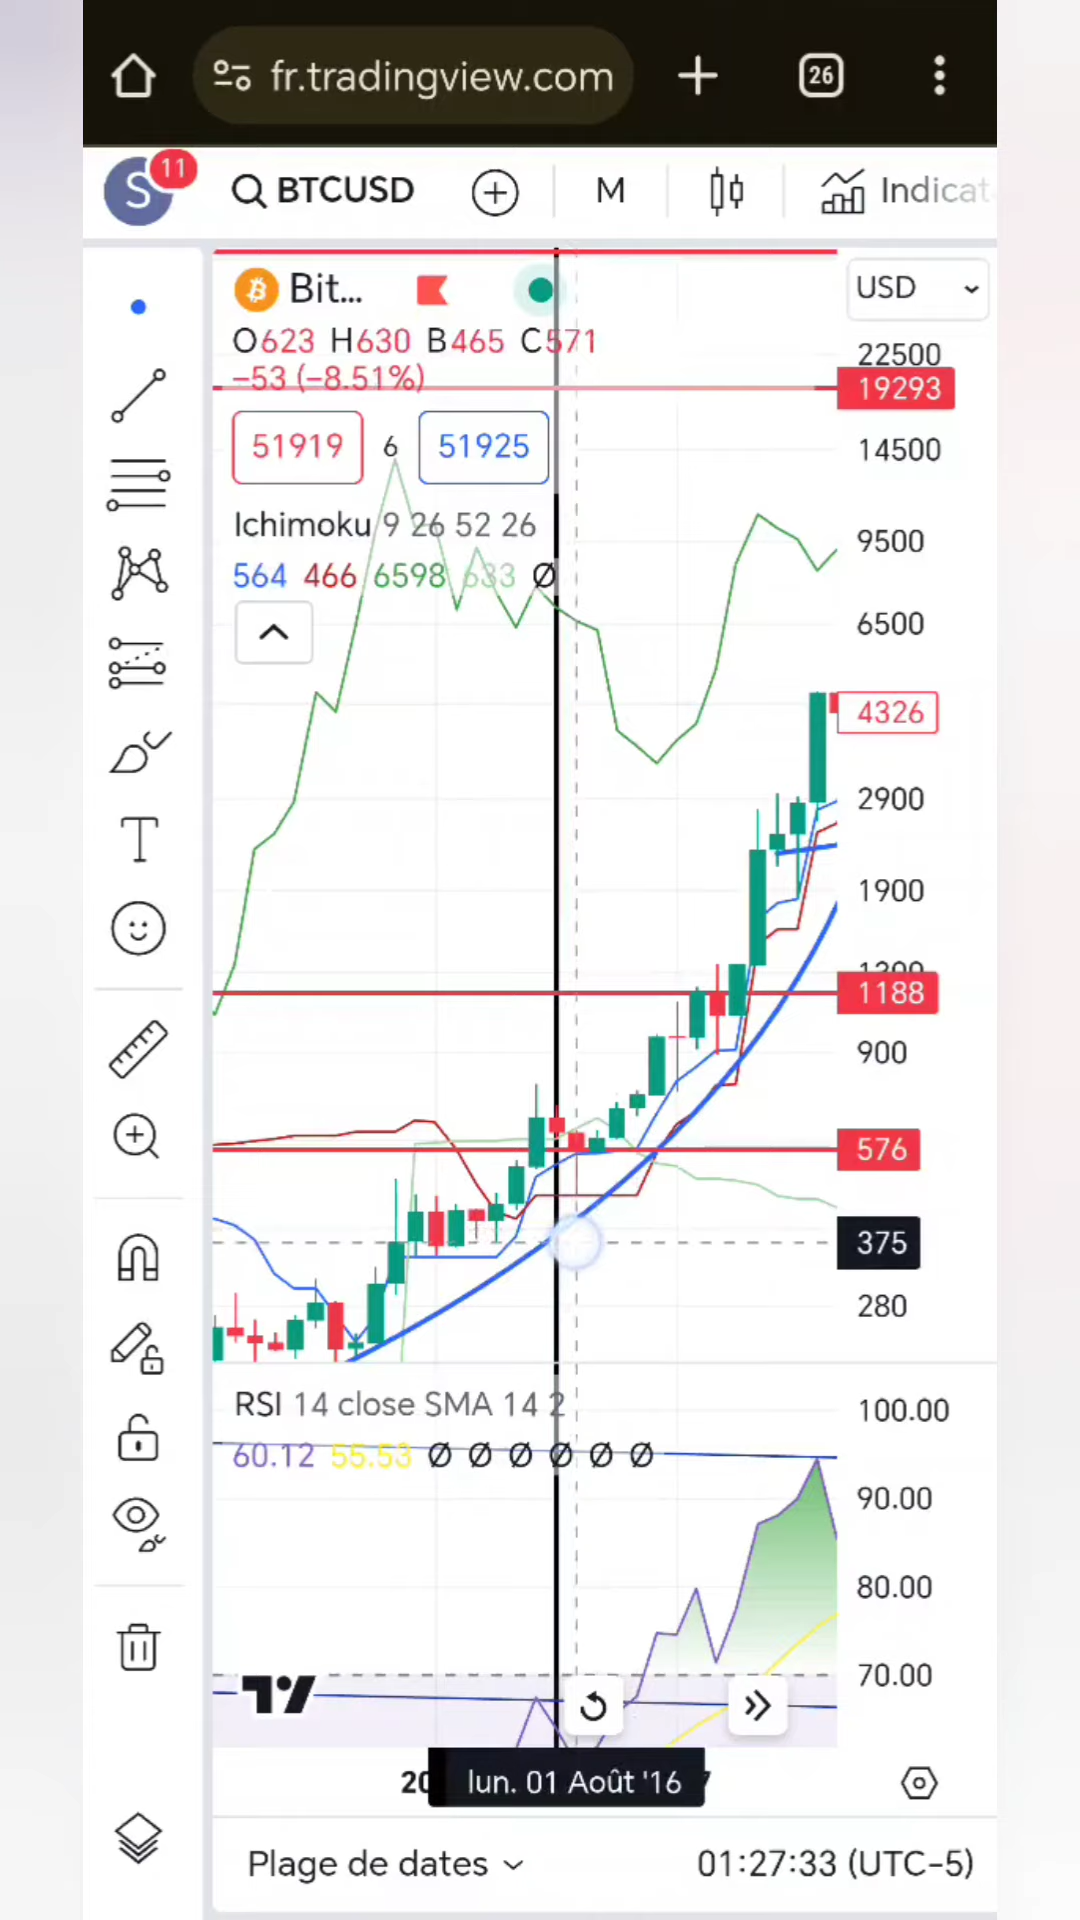 fr.tradingview.com
26
S
11
BTCUSD
M
Indicat
Bit...
USD
O623 H630 B465 C571
−53 (−8.51%)
22500
19293
51919
6
51925
14500
Ichimoku 9 26 52 26
564 466 6598 633 Ø
9500
6500
4326
2900
1900
1188
900
576
375
280
RSI 14 close SMA 14 2
60.12 55.53 Ø Ø Ø Ø Ø Ø
100.00
90.00
80.00
70.00
lun. 01 Août '16
Plage de dates
01:27:33 (UTC-5)